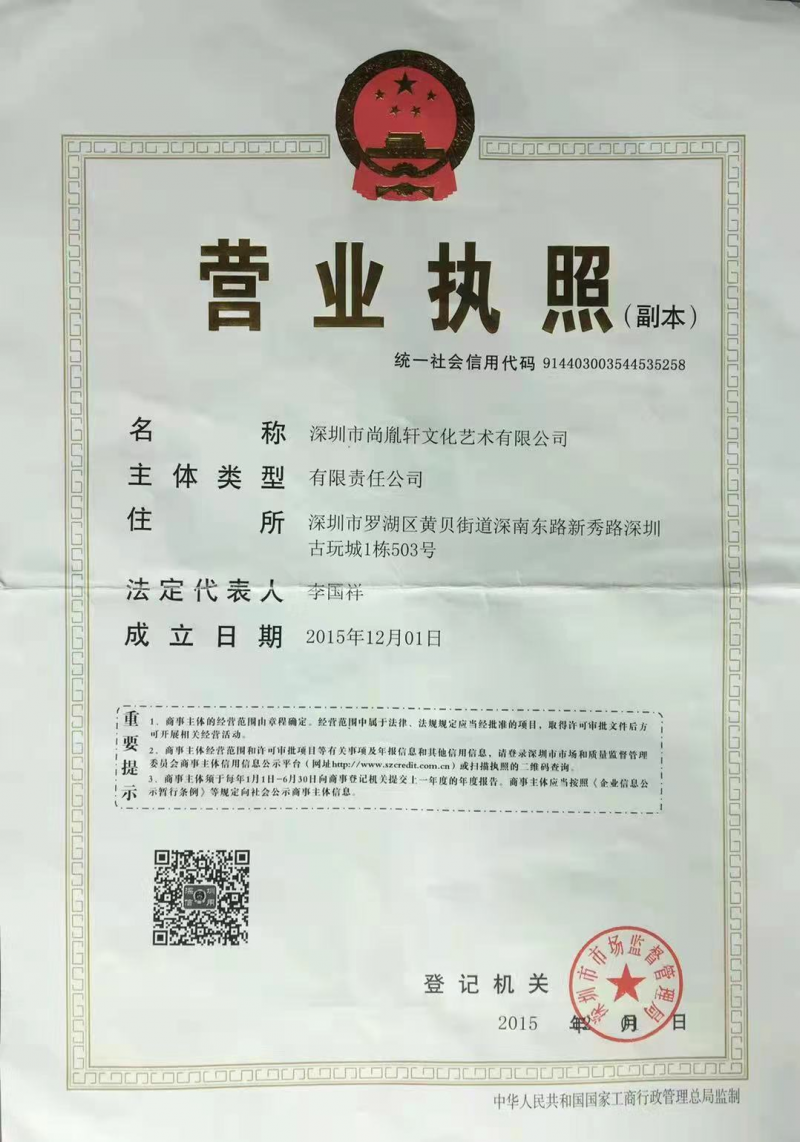 营业执照(副本)
统一社会信用代码 914403003544535258
名称 深圳市尚胤轩文化艺术有限公司
主体类型 有限责任公司
住所 深圳市罗湖区黄贝街道深南东路新秀路深圳
古玩城1栋503号
法定代表人 李国祥
成立日期 2015年12月01日
重要提示
1、商事主体的经营范围由章程确定。经营范围中属于法律、法规规定应当经批准的项目，取得许可审批文件后方
可开展相关经营活动。
2、商事主体经营范围和许可审批项目等有关事项及年报信息和其他信用信息，请登录深圳市市场和质量监督管理
委员会商事主体信用信息公示平台（网址http://www.szcredit.com.cn）或扫描执照的二维码查询。
3、商事主体须于每年1月1日-6月30日向商事登记机关提交上一年度的年度报告。商事主体应当按照《企业信息公
示暂行条例》等规定向社会公示商事主体信息。
登记机关
深圳市市场监督管理局
2015 年12 月01 日
中华人民共和国国家工商行政管理总局监制